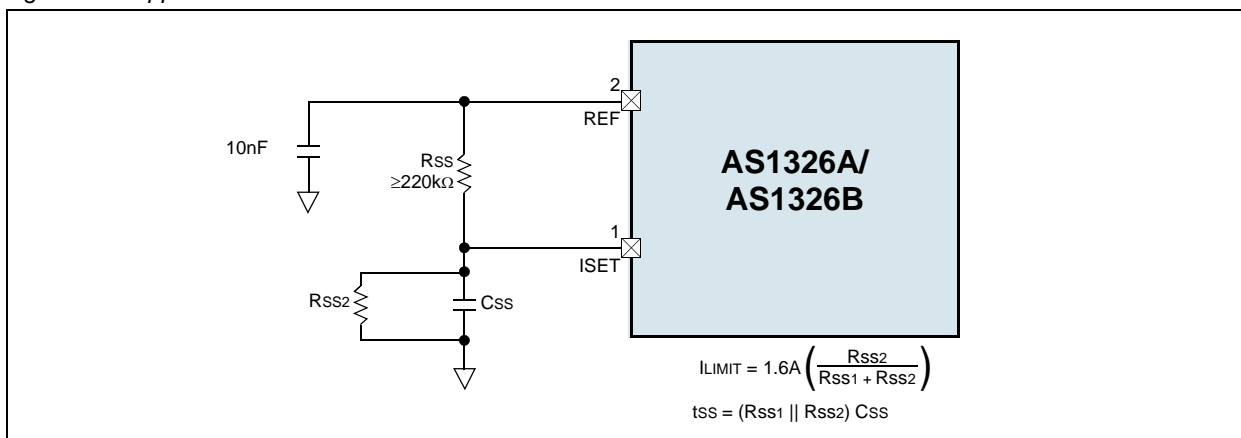 2
REF
10nF
RSS
≥220kΩ
AS1326A/
AS1326B
1
ISET
RSS2
CSS
ILIMIT = 1.6A (RSS2 / RSS1 + RSS2)
tSS = (RSS1 || RSS2) CSS